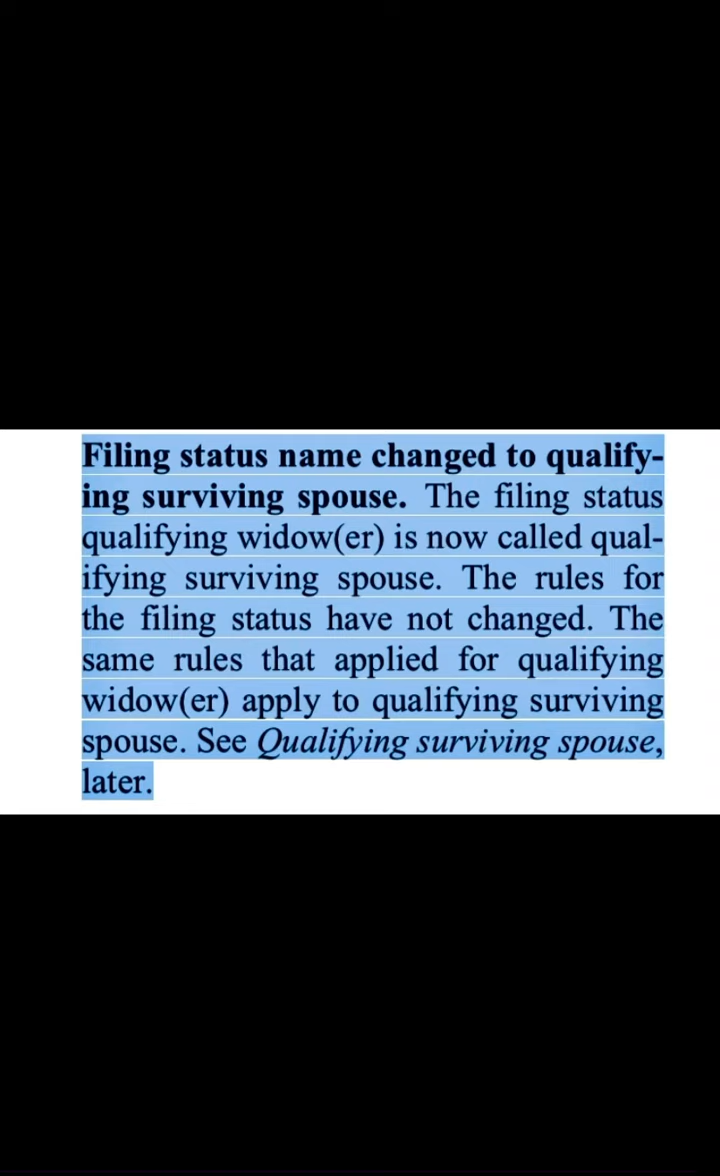 Filing status name changed to qualify-
ing surviving spouse. The filing status
qualifying widow(er) is now called qual-
ifying surviving spouse. The rules for
the filing status have not changed. The
same rules that applied for qualifying
widow(er) apply to qualifying surviving
spouse. See Qualifying surviving spouse,
later.